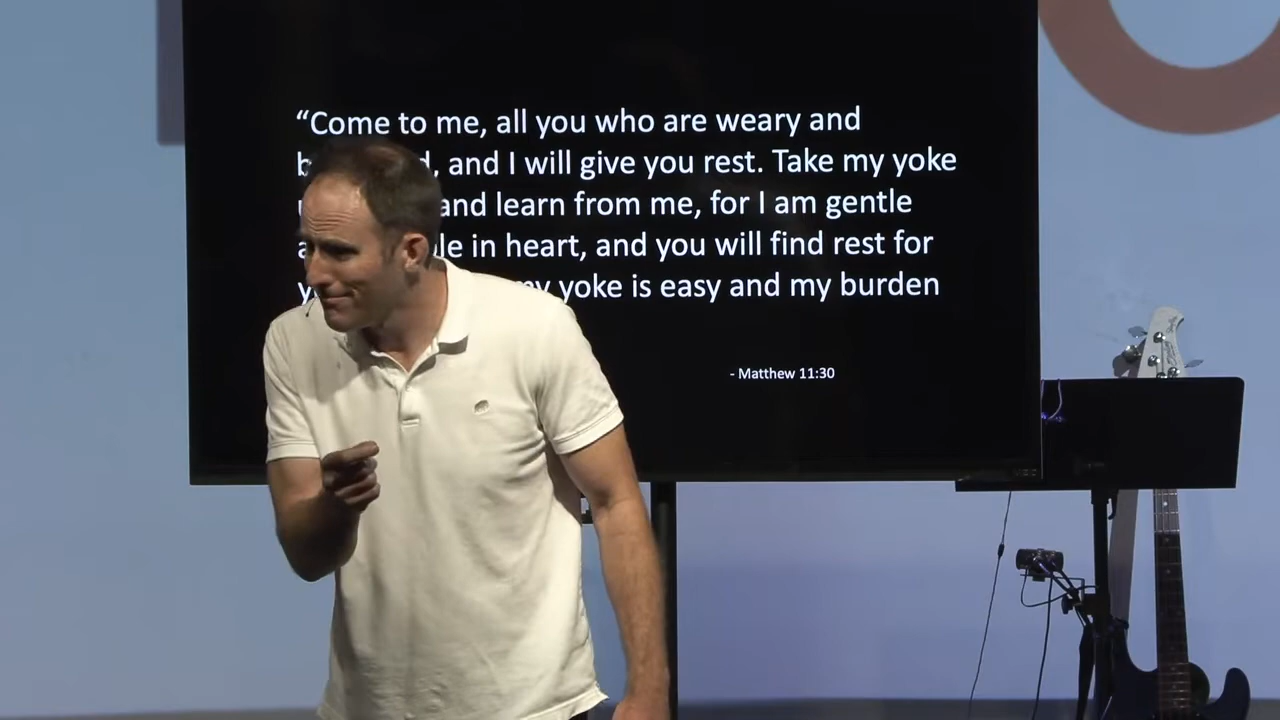 “Come to me, all you who are weary and
and I will give you rest. Take my yoke
and learn from me, for I am gentle
in heart, and you will find rest for
my yoke is easy and my burden
- Matthew 11:30